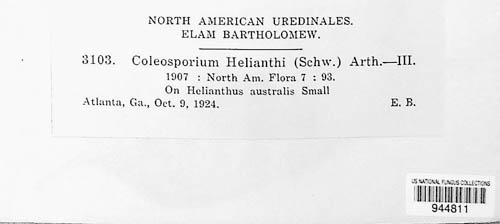 NORTH AMERICAN UREDINALES.
ELAM BARTHOLOMEW.
3103. Coleosporium Helianthi (Schw.) Arth.—III.
1907 : North Am. Flora 7 : 93.
On Helianthus australis Small
Atlanta, Ga., Oct. 9, 1924. E. B.
US NATIONAL FUNGUS COLLECTIONS
944811